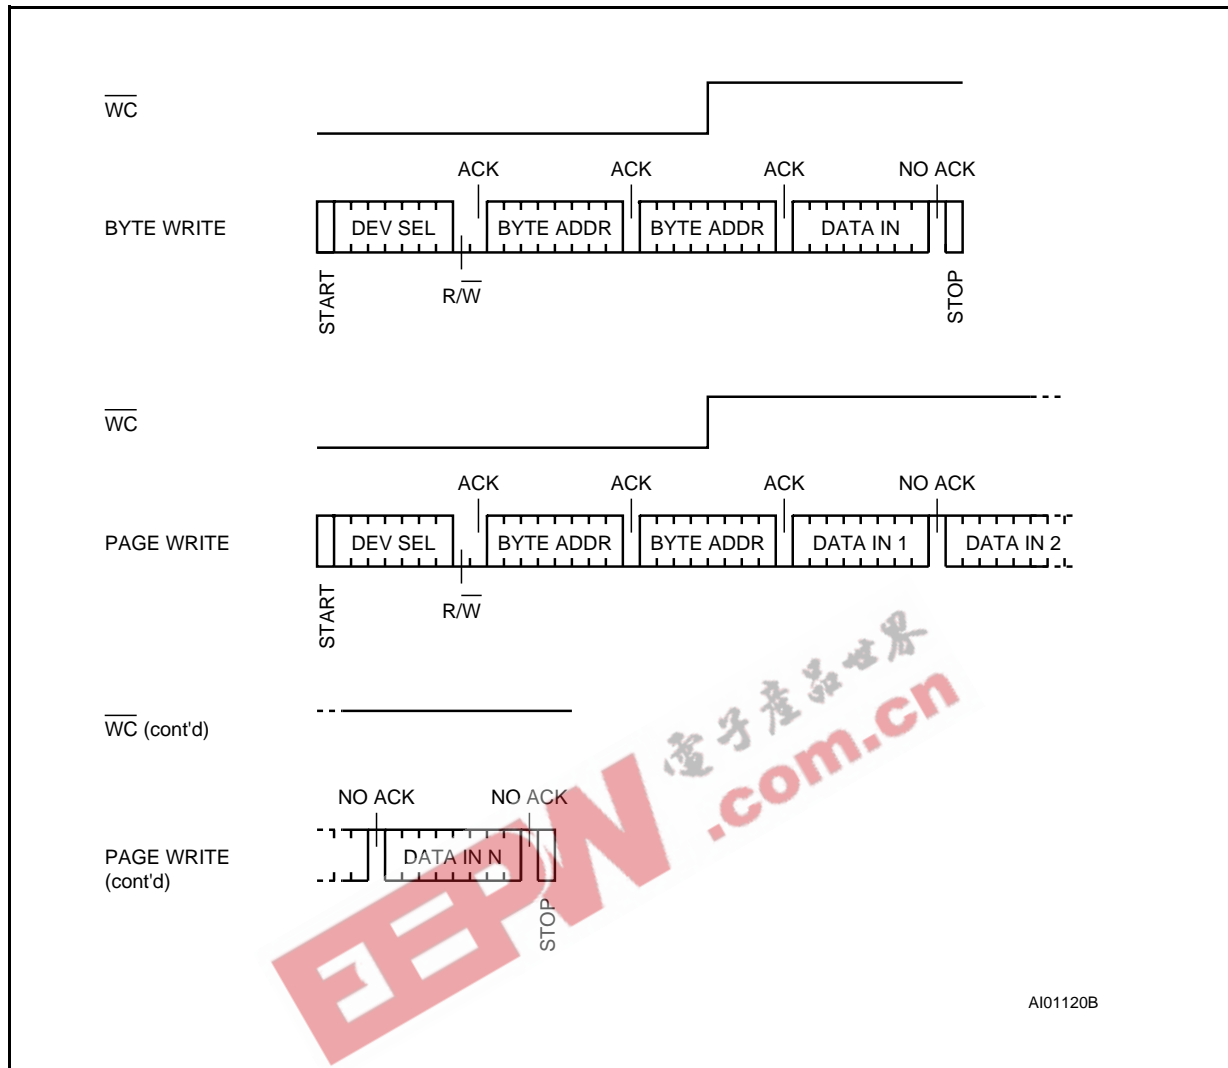 WC
ACK ACK ACK NO ACK
BYTE WRITE DEV SEL BYTE ADDR BYTE ADDR DATA IN
START R/W STOP
WC
ACK ACK ACK NO ACK
PAGE WRITE DEV SEL BYTE ADDR BYTE ADDR DATA IN 1 DATA IN 2
START R/W
WC (cont'd)
電子產品世界
.com.cn
EEPW
NO ACK NO ACK
PAGE WRITE DATA IN N
(cont'd)
STOP
AI01120B